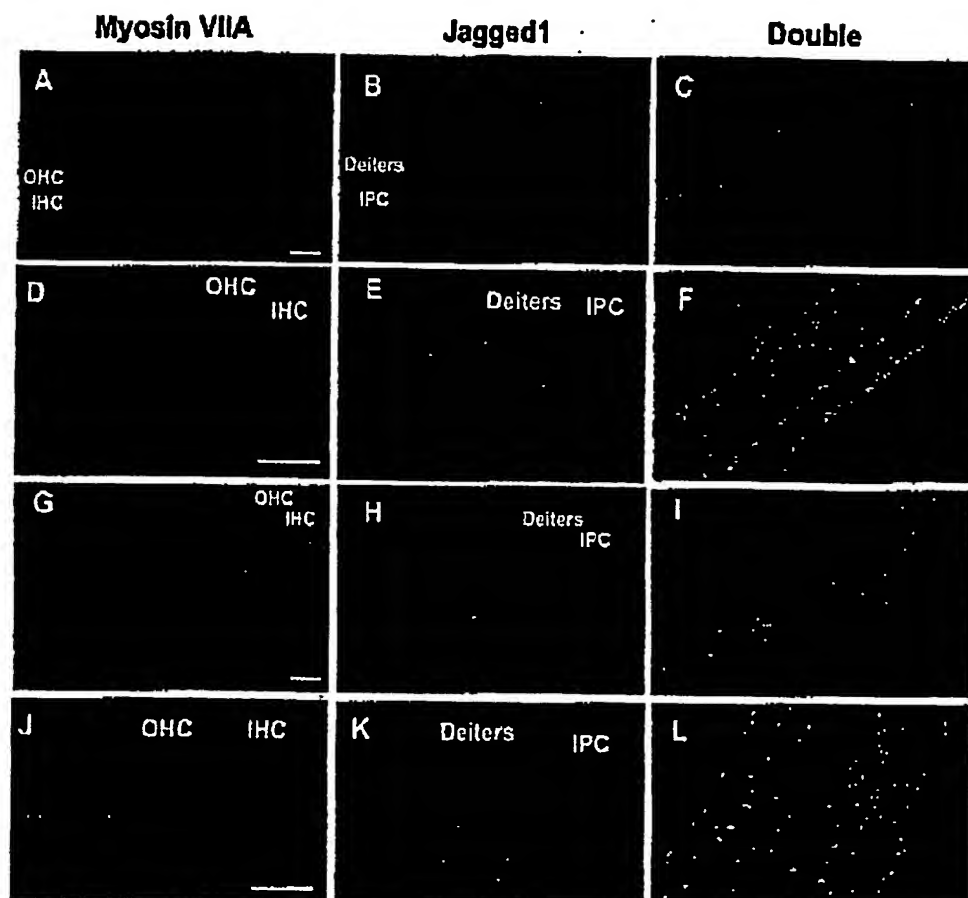 Myosin VIIA Jagged1 Double
A B C
OHC
IHC
Deiters
IPC
D OHC
IHC
E Deiters IPC
F
G OHC
IHC
H Deiters
IPC
I
J OHC IHC
K Deiters IPC
L